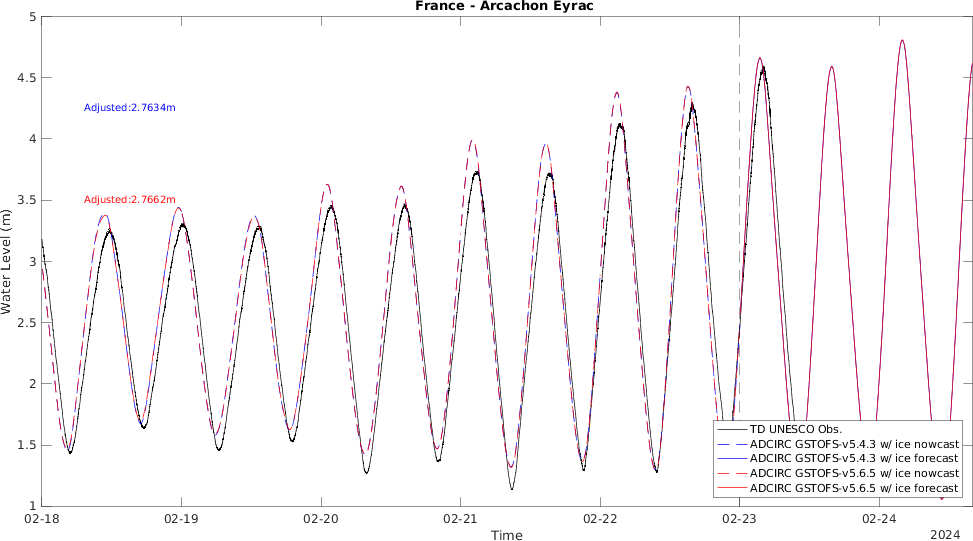 France - Arcachon Eyrac
5
4.5
4
3.5
3
2.5
2
1.5
1
Water Level (m)
Adjusted:2.7634m
Adjusted:2.7662m
TD UNESCO Obs.
ADCIRC GSTOFS-v5.4.3 w/ ice nowcast
ADCIRC GSTOFS-v5.4.3 w/ ice forecast
ADCIRC GSTOFS-v5.6.5 w/ ice nowcast
ADCIRC GSTOFS-v5.6.5 w/ ice forecast
02-18 02-19 02-20 02-21 02-22 02-23 02-24
Time
2024